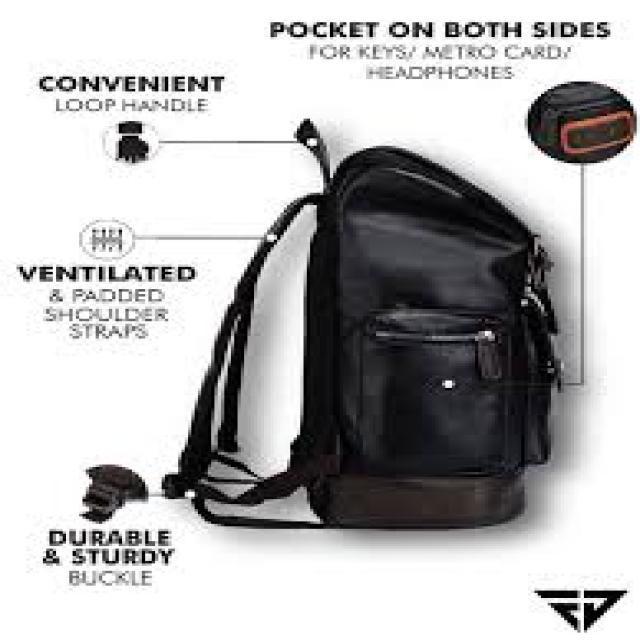 POCKET ON BOTH SIDES
FOR KEYS/ METRO CARD/
HEADPHONES
CONVENIENT
LOOP HANDLE
VENTILATED
& PADDED
SHOULDER
STRAPS
DURABLE
& STURDY
BUCKLE